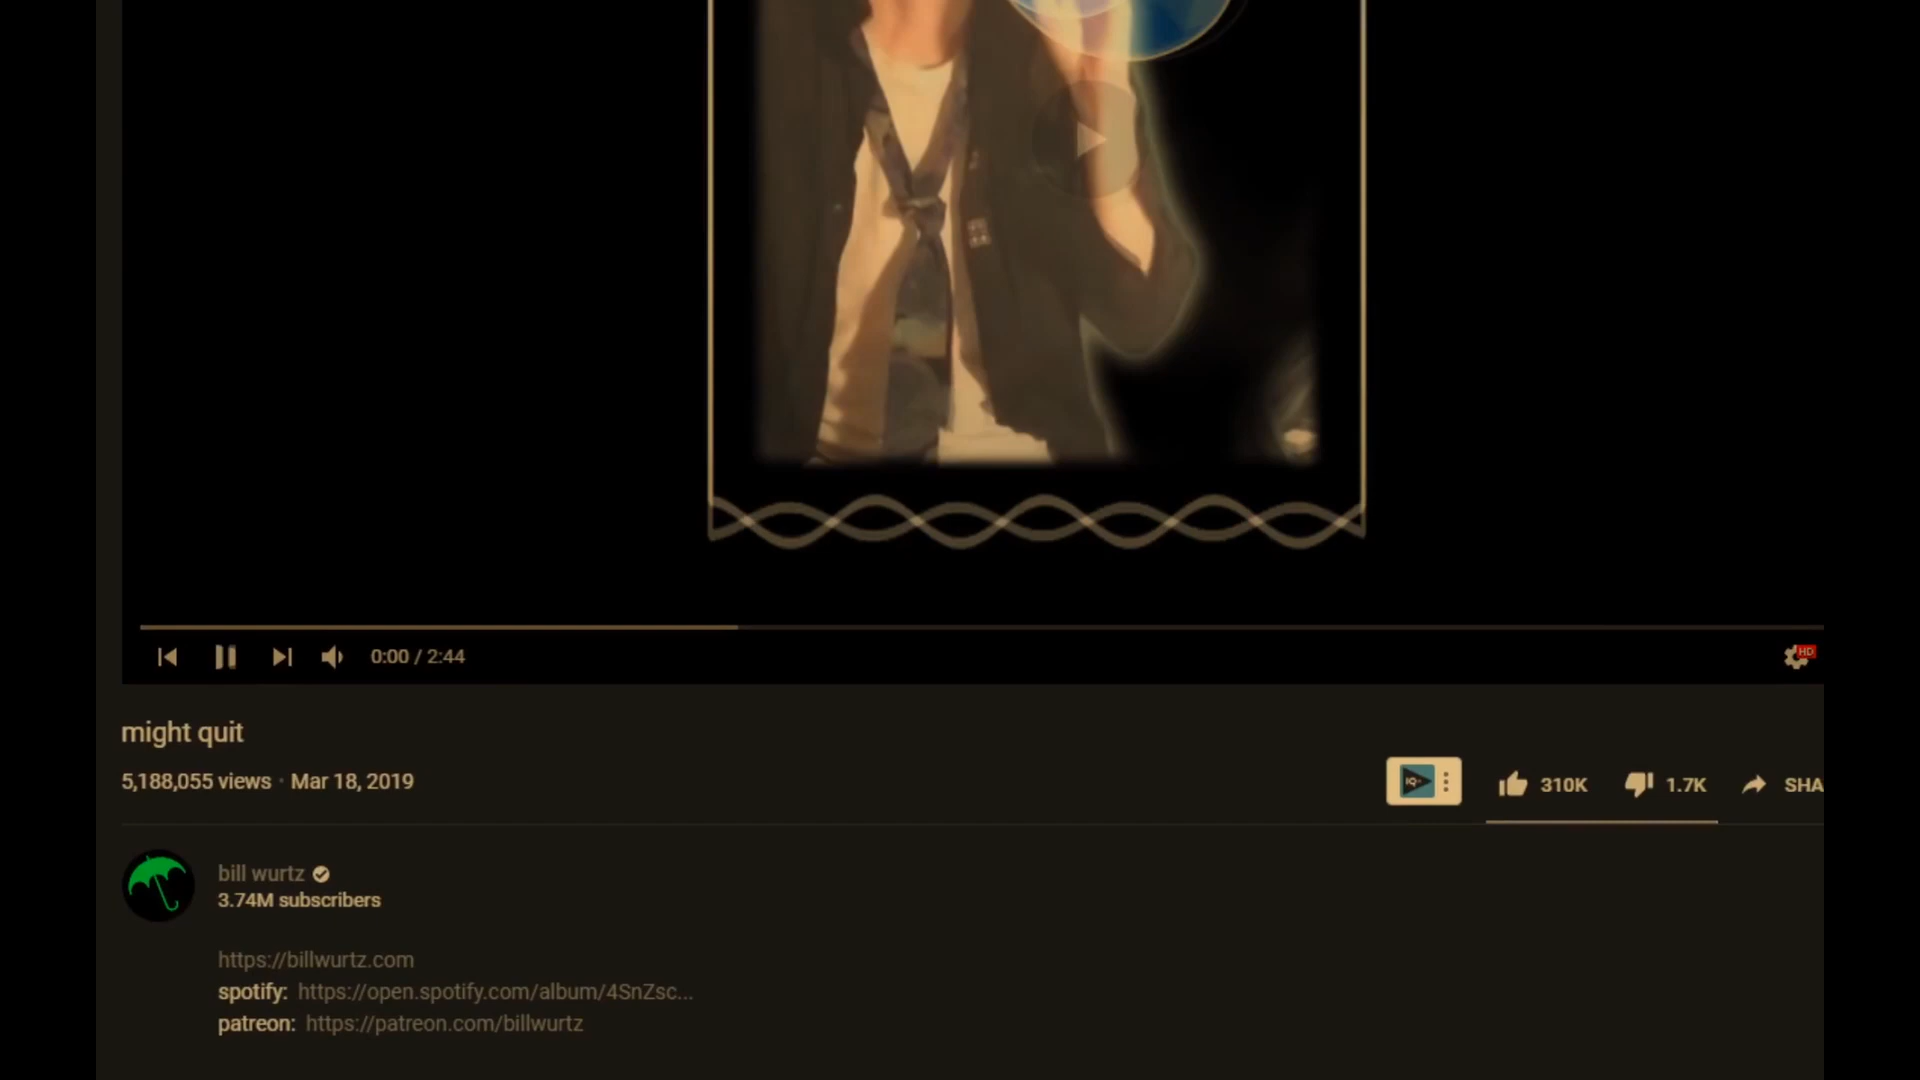 0:00 / 2:44
HD
might quit
5,188,055 views · Mar 18, 2019
IQ
310K
1.7K
SHA
bill wurtz
3.74M subscribers
https://billwurtz.com
spotify: https://open.spotify.com/album/4SnZsc...
patreon: https://patreon.com/billwurtz